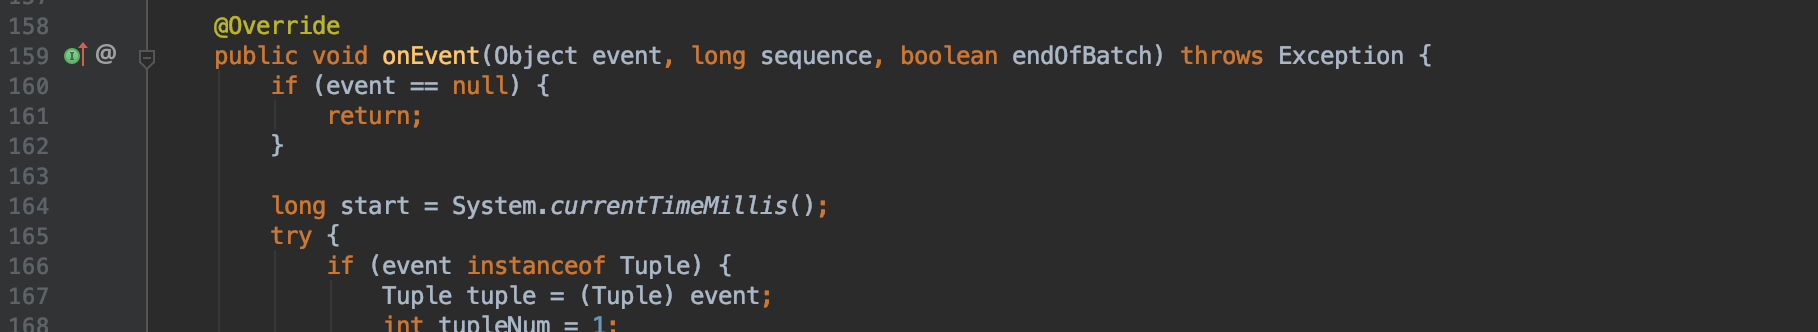 157
158 @Override
159 @ public void onEvent(Object event, long sequence, boolean endOfBatch) throws Exception {
160 if (event == null) {
161 return;
162 }
163
164 long start = System.currentTimeMillis();
165 try {
166 if (event instanceof Tuple) {
167 Tuple tuple = (Tuple) event;
168 int tupleNum = 1;